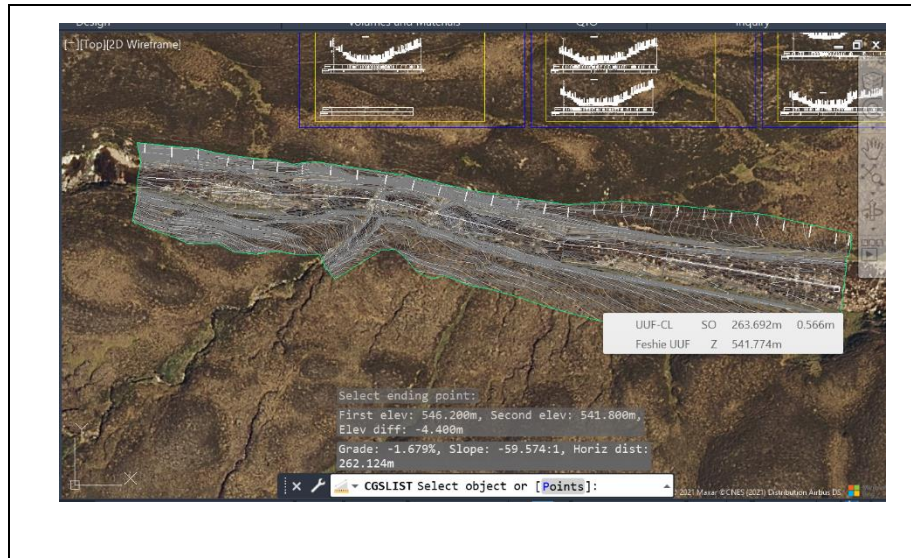 Design Volumes and Materials QTO Inquiry
[+][Top][2D Wireframe]
UUF-CL SO 263.692m 0.566m
Feshie UUF Z 541.774m
Select ending point:
First elev: 546.200m, Second elev: 541.800m,
Elev diff: -4.400m
Grade: -1.679%, Slope: -59.574:1, Horiz dist:
262.124m
CGSLIST Select object or [Points]:
Y
X
2021 Maxar ©CNES (2021) Distribution Airbus DS